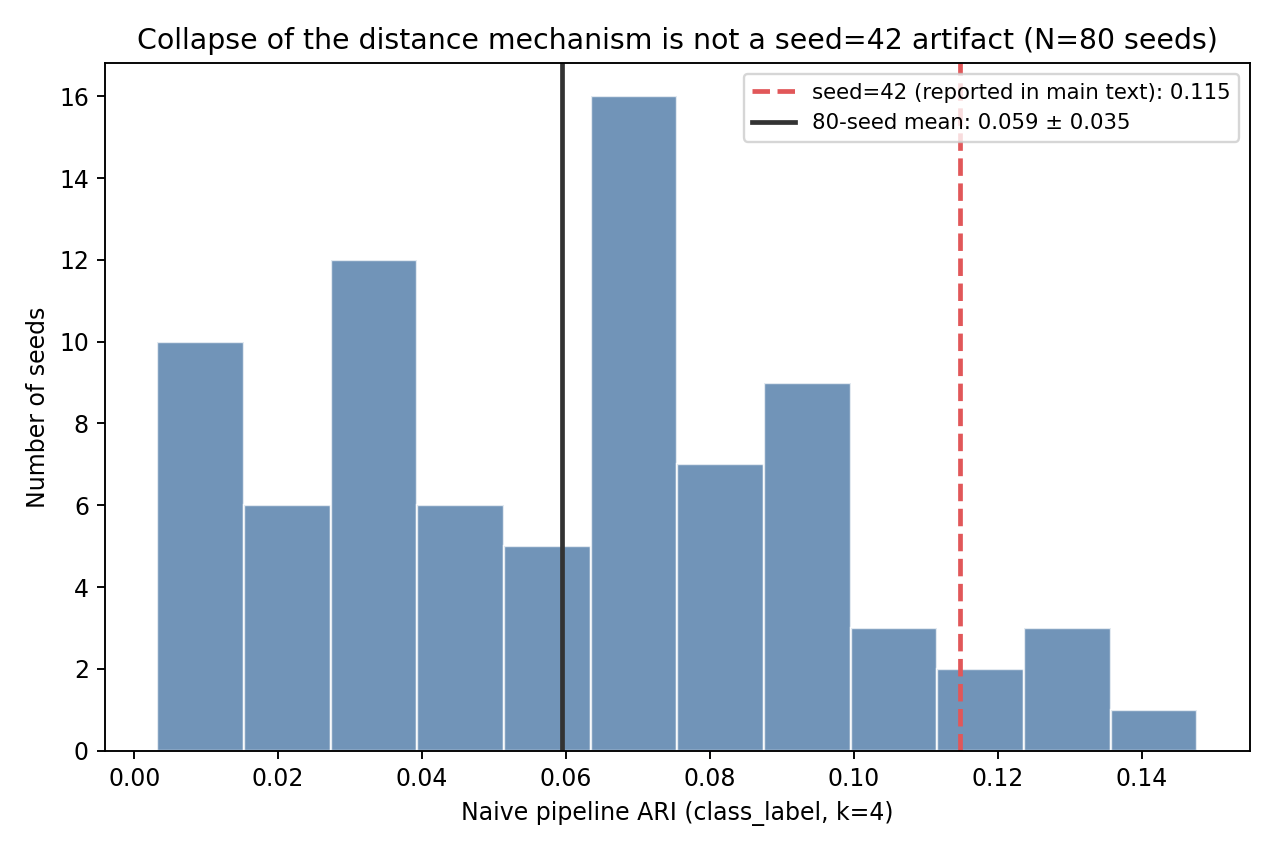 Collapse of the distance mechanism is not a seed=42 artifact (N=80 seeds)
seed=42 (reported in main text): 0.115
80-seed mean: 0.059 ± 0.035
Number of seeds
16
14
12
10
8
6
4
2
0
0.00 0.02 0.04 0.06 0.08 0.10 0.12 0.14
Naive pipeline ARI (class_label, k=4)